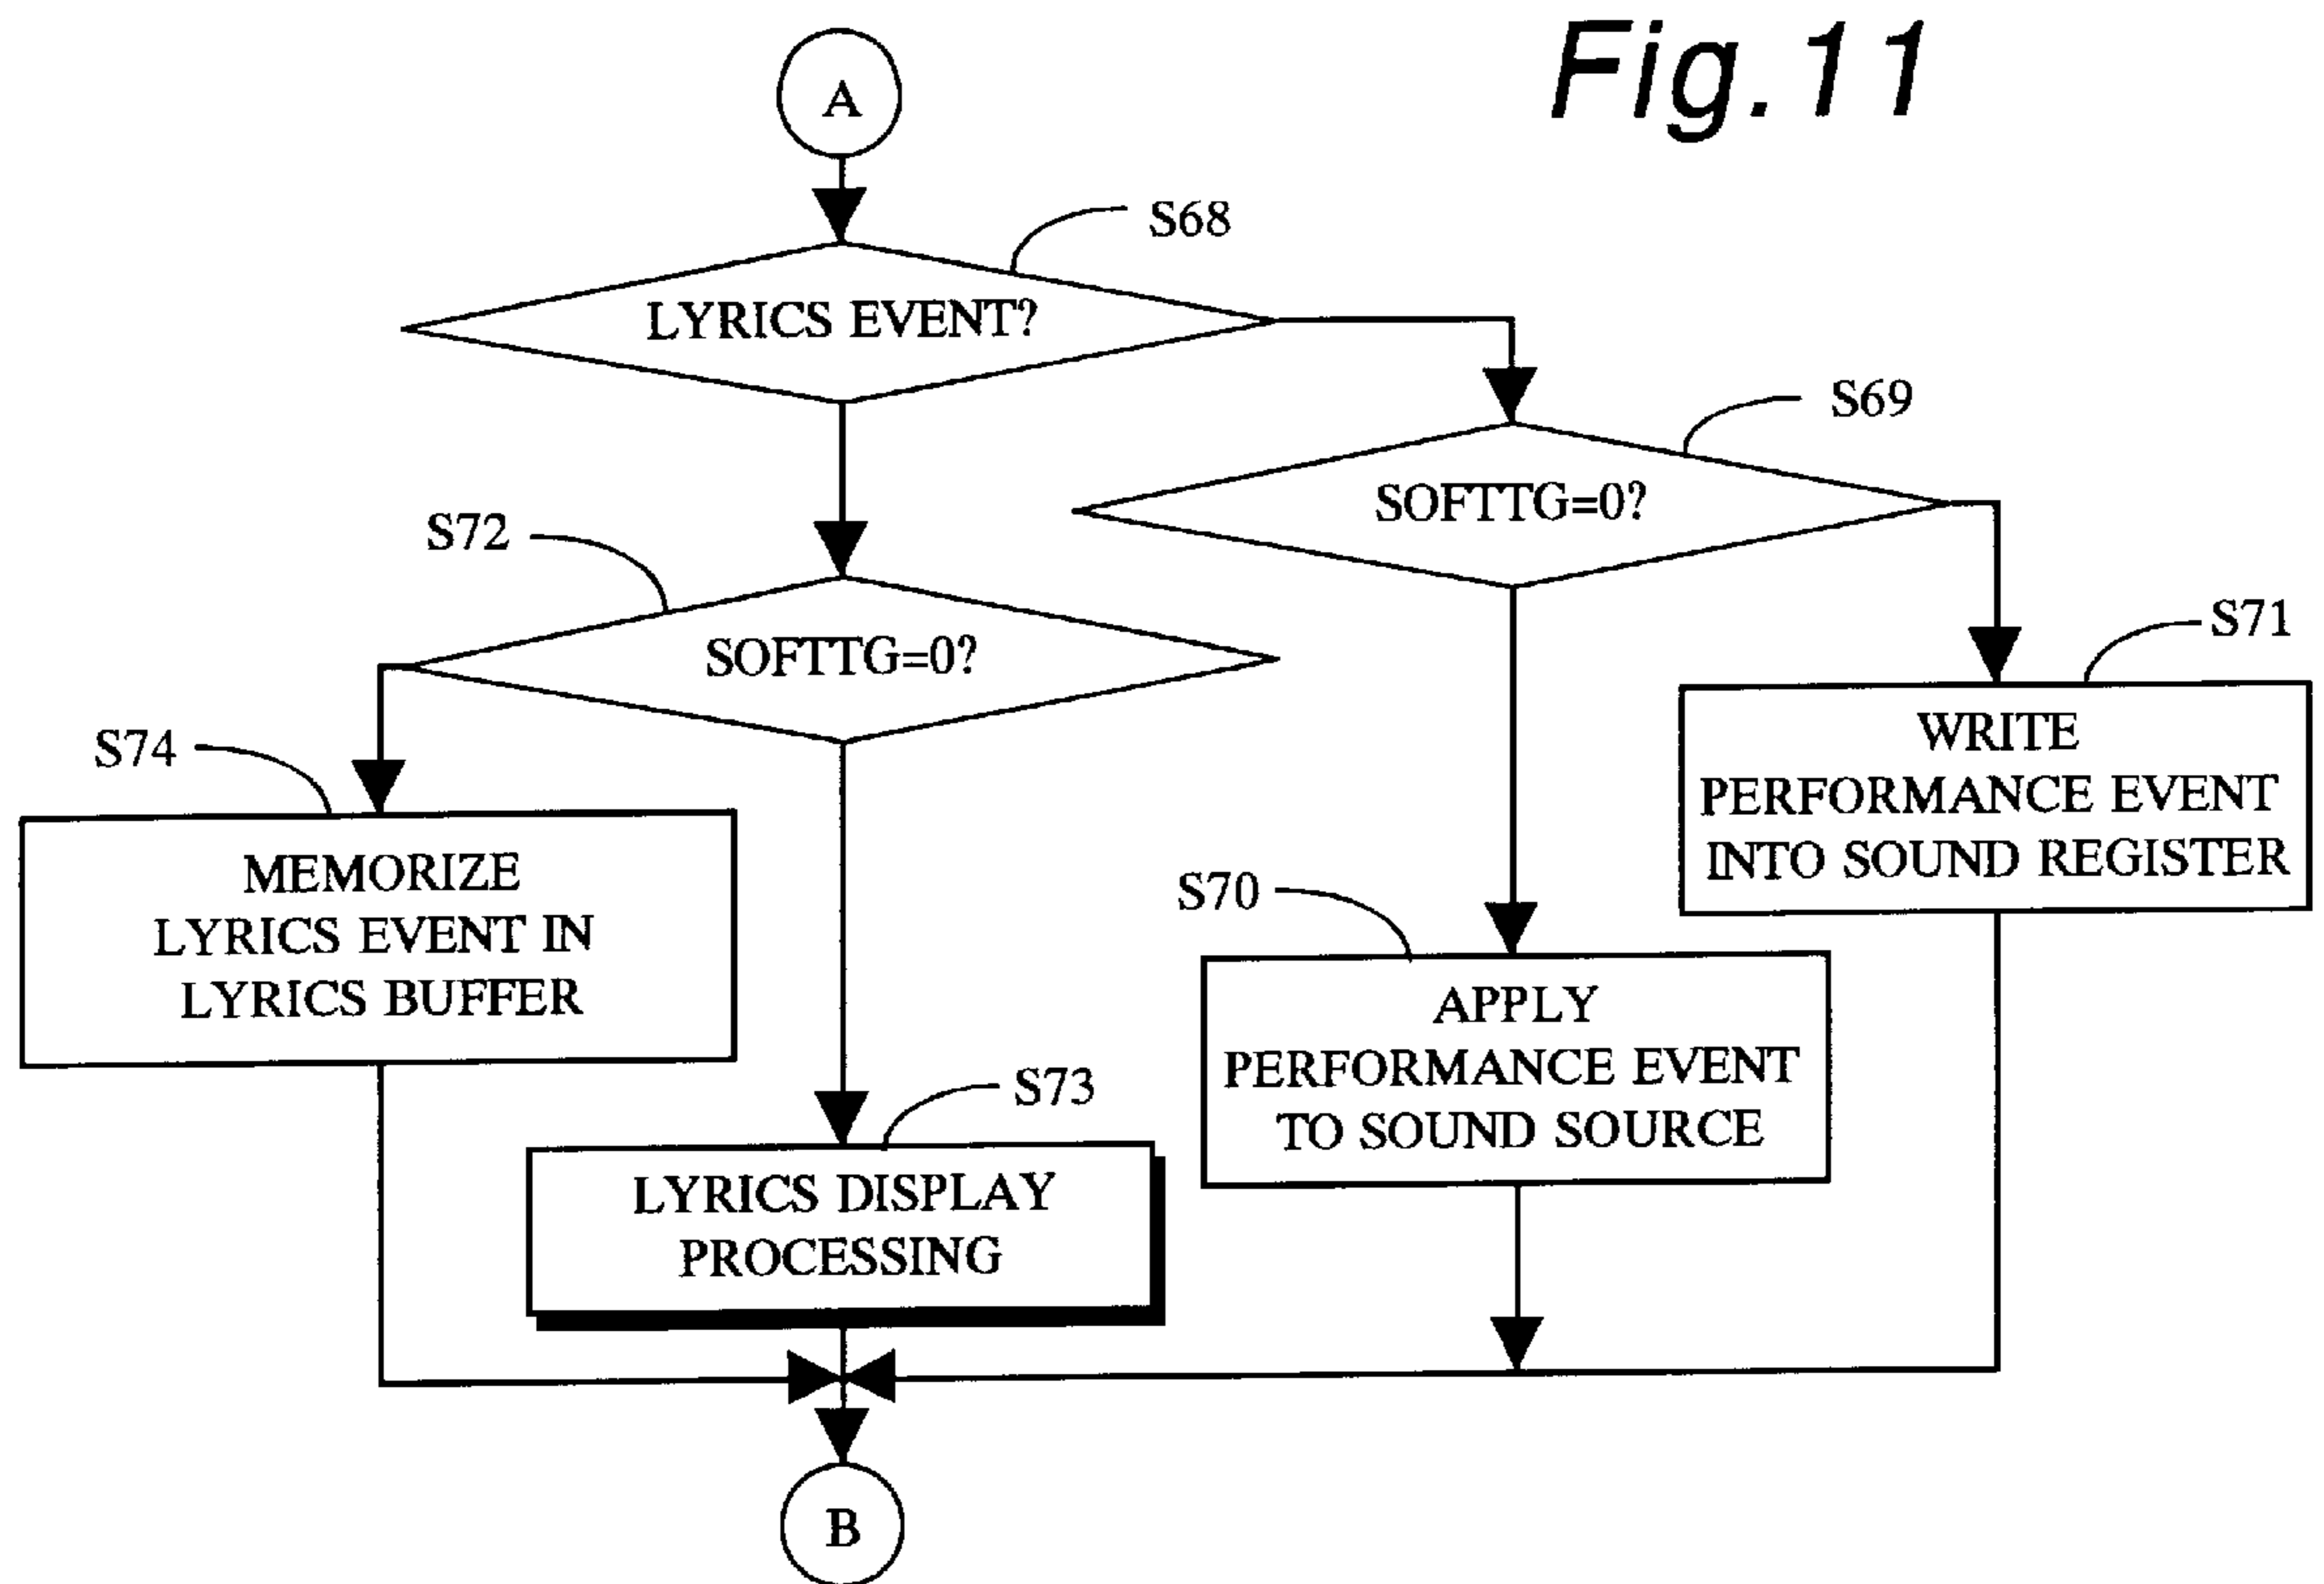 Fig.11
A
S68
LYRICS EVENT?
S69
SOFTTG=0?
S72
SOFTTG=0?
S71
WRITE
PERFORMANCE EVENT
INTO SOUND REGISTER
S74
MEMORIZE
LYRICS EVENT IN
LYRICS BUFFER
S70
APPLY
PERFORMANCE EVENT
TO SOUND SOURCE
S73
LYRICS DISPLAY
PROCESSING
B